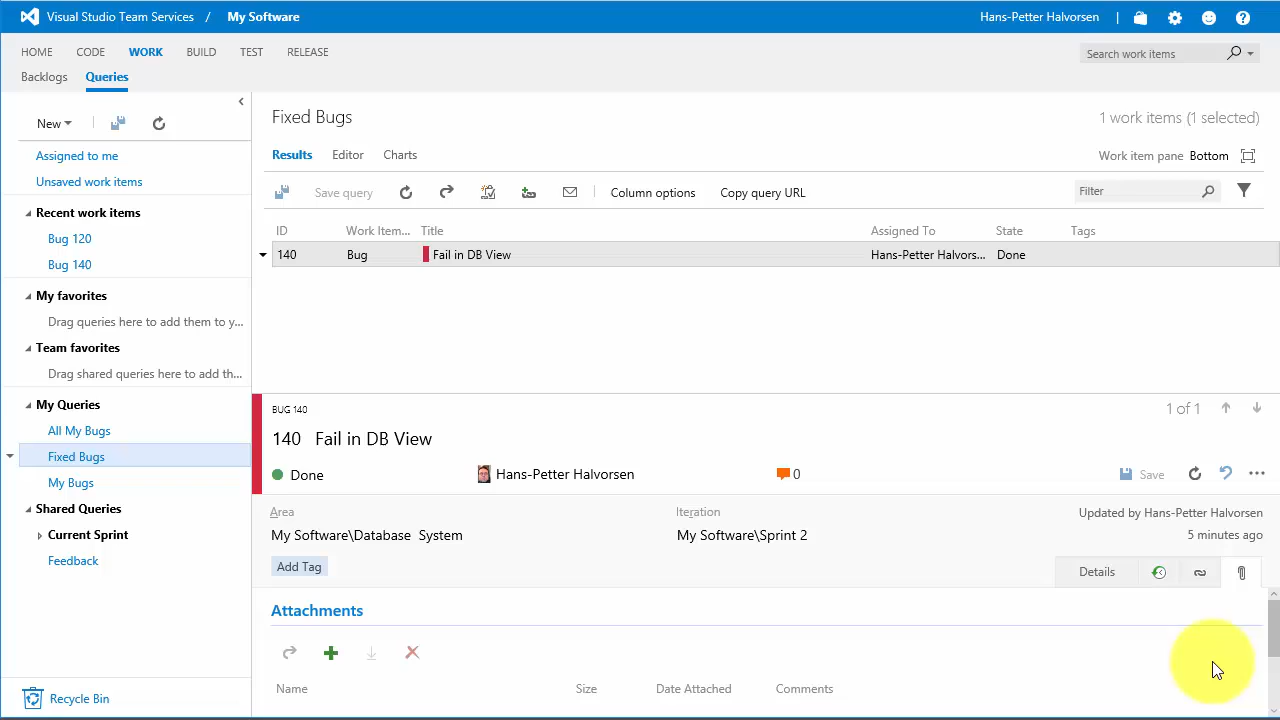 Visual Studio Team Services / My Software Hans-Petter Halvorsen
HOME CODE WORK BUILD TEST RELEASE Search work items
Backlogs Queries
New
Assigned to me
Unsaved work items
Recent work items
Bug 120
Bug 140
My favorites
Drag queries here to add them to y...
Team favorites
Drag shared queries here to add th...
My Queries
All My Bugs
Fixed Bugs
My Bugs
Shared Queries
Current Sprint
Feedback
Recycle Bin
Fixed Bugs 1 work items (1 selected)
Results Editor Charts Work item pane Bottom
Save query Column options Copy query URL Filter
ID Work Item... Title Assigned To State Tags
140 Bug Fail in DB View Hans-Petter Halvors... Done
BUG 140 1 of 1
140 Fail in DB View
Done Hans-Petter Halvorsen 0 Save
Area Iteration Updated by Hans-Petter Halvorsen
My Software\Database System My Software\Sprint 2 5 minutes ago
Add Tag Details
Attachments
Name Size Date Attached Comments